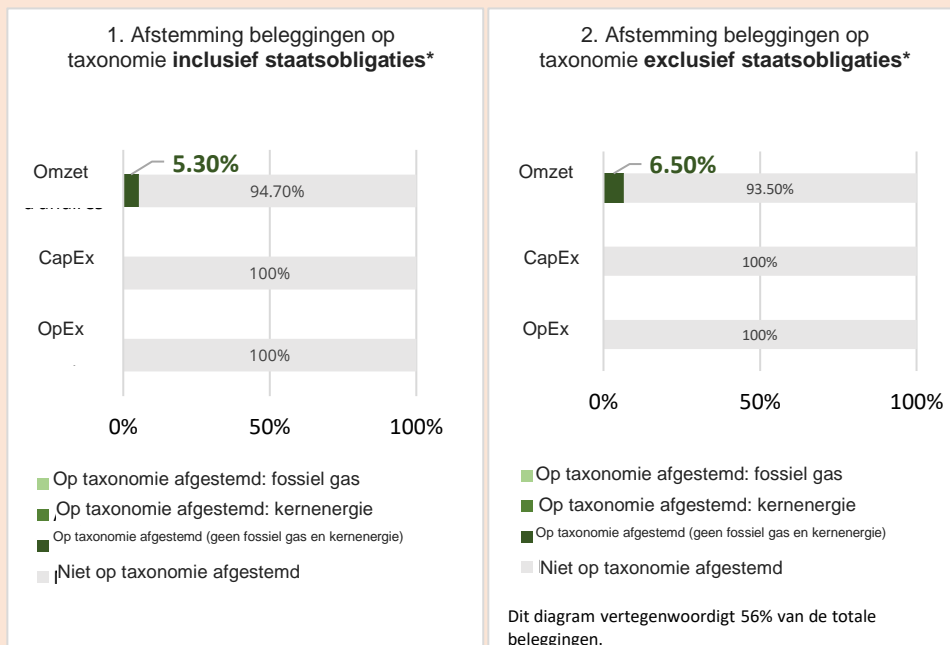 1. Afstemming beleggingen op
taxonomie inclusief staatsobligaties*
Omzet
5.30%
94.70%
CapEx
100%
OpEx
100%
0% 50% 100%
Op taxonomie afgestemd: fossiel gas
Op taxonomie afgestemd: kernenergie
Op taxonomie afgestemd (geen fossiel gas en kernenergie)
Niet op taxonomie afgestemd
2. Afstemming beleggingen op
taxonomie exclusief staatsobligaties*
Omzet
6.50%
93.50%
CapEx
100%
OpEx
100%
0% 50% 100%
Op taxonomie afgestemd: fossiel gas
Op taxonomie afgestemd: kernenergie
Op taxonomie afgestemd (geen fossiel gas en kernenergie)
Niet op taxonomie afgestemd
Dit diagram vertegenwoordigt 56% van de totale
beleggingen.